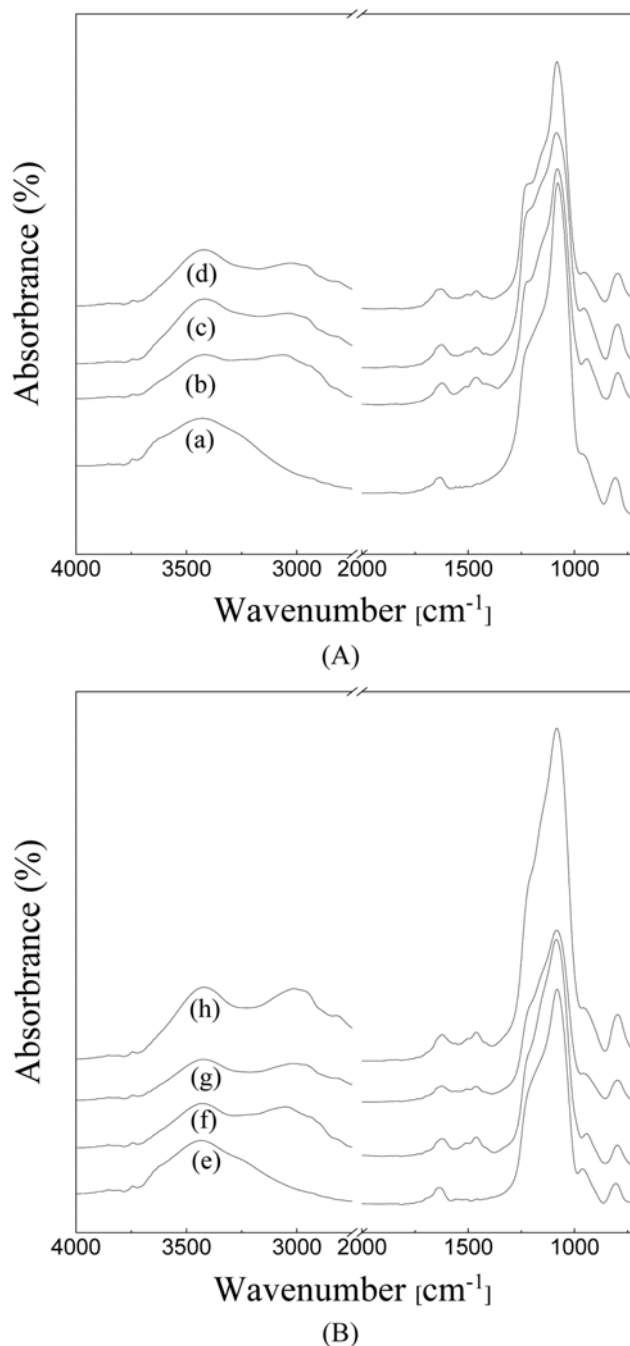 Absorbrance (%)
(d)
(c)
(b)
(a)
4000 3500 3000 2000 1500 1000
Wavenumber [cm⁻¹]
(A)
Absorbrance (%)
(h)
(g)
(f)
(e)
4000 3500 3000 2000 1500 1000
Wavenumber [cm⁻¹]
(B)